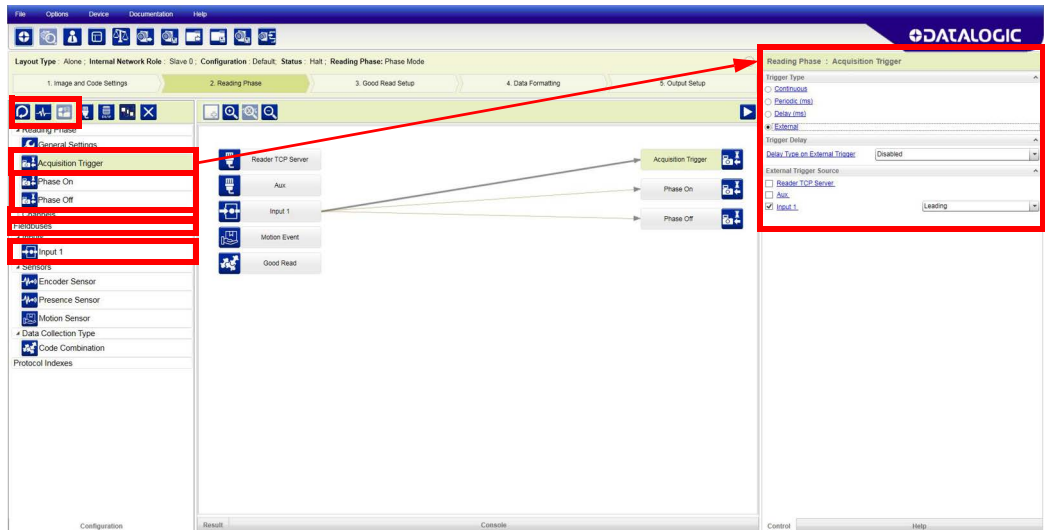 File Options Device Documentation Help
DATALOGIC
Layout Type : Alone ; Internal Network Role : Slave 0 ; Configuration : Default; Status : Halt ; Reading Phase: Phase Mode
1. Image and Code Settings 2. Reading Phase 3. Good Read Setup 4. Data Formatting 5. Output Setup
Reading Phase
General Settings
Acquisition Trigger
Phase On
Phase Off
Channels
Fieldbuses
Inputs
Input 1
Sensors
Encoder Sensor
Presence Sensor
Motion Sensor
Data Collection Type
Code Combination
Protocol Indexes
Configuration
Reader TCP Server
Aux
Input 1
Motion Event
Good Read
Acquisition Trigger
Phase On
Phase Off
Result Console
Reading Phase : Acquisition Trigger
Trigger Type
Continuous
Periodic (ms)
Delay (ms)
External
Trigger Delay
Delay Type on External Trigger Disabled
External Trigger Source
Reader TCP Server
Aux
Input 1 Leading
Control Help